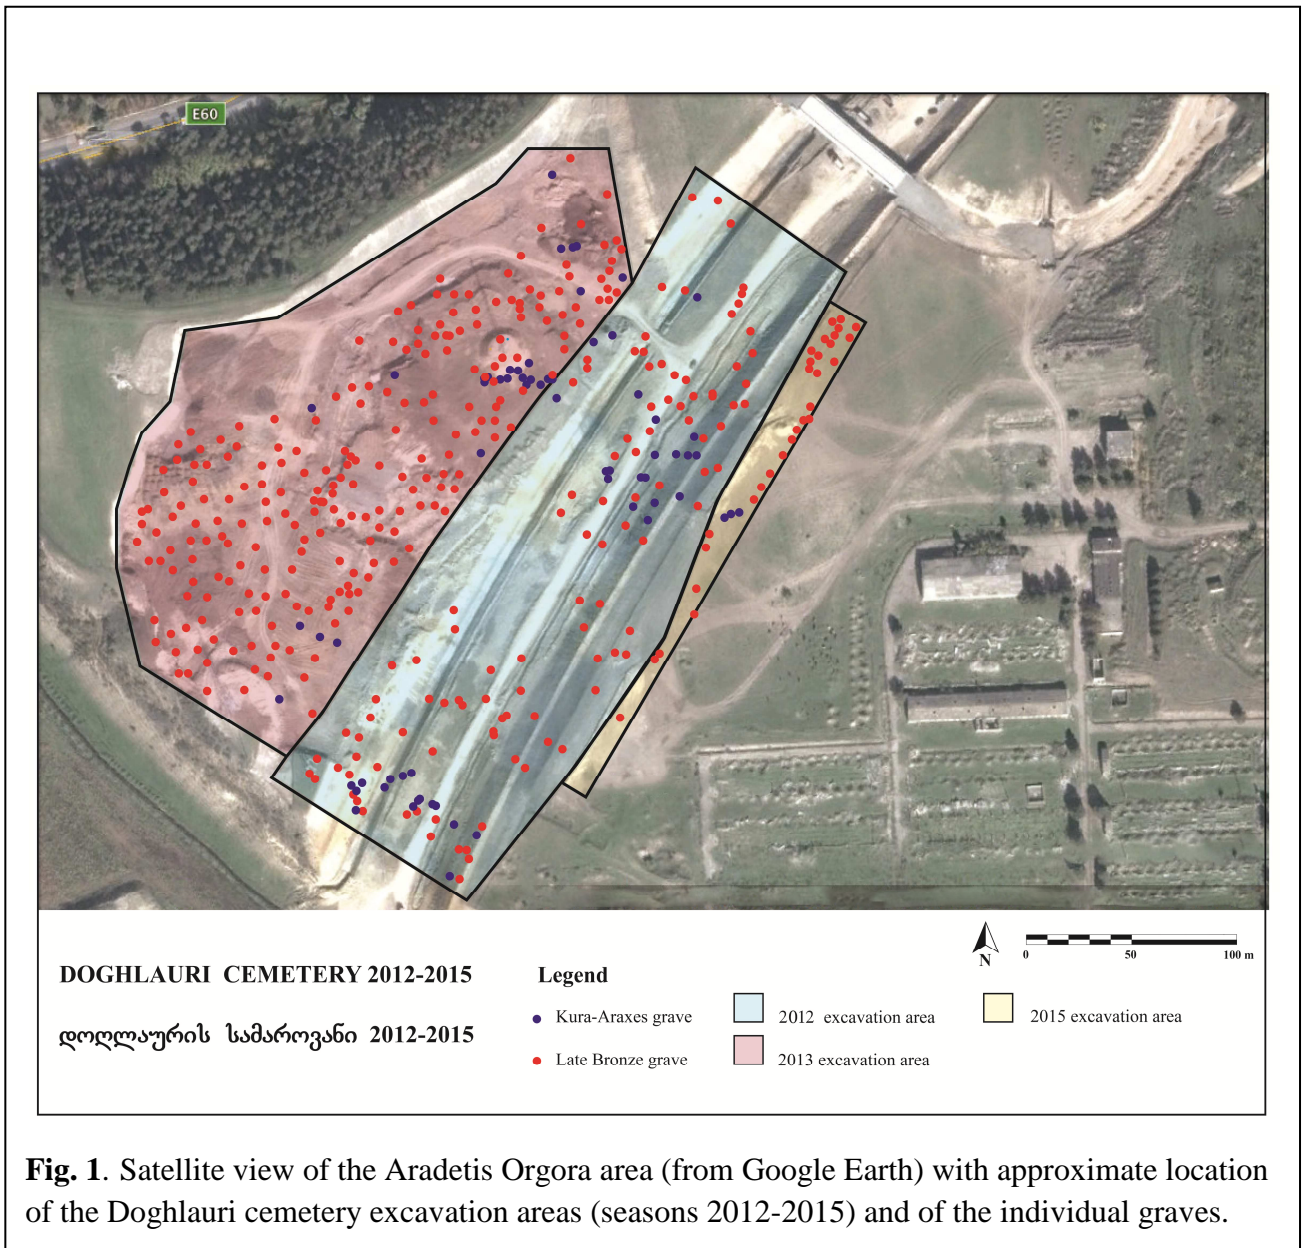 E60
N
0 50 100 m
DOGHLAURI CEMETERY 2012-2015
დოღლაურის სამაროვანი 2012-2015
Legend
Kura-Araxes grave
Late Bronze grave
2012 excavation area
2013 excavation area
2015 excavation area
Fig. 1. Satellite view of the Aradetis Orgora area (from Google Earth) with approximate location
of the Doghlauri cemetery excavation areas (seasons 2012-2015) and of the individual graves.